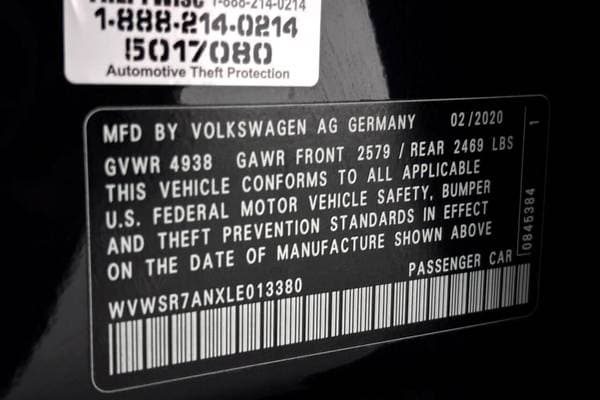 1-888-214-0214
1-888-214-0214
5017080
Automotive Theft Protection
MFD BY VOLKSWAGEN AG GERMANY 02/2020
GVWR 4938 GAWR FRONT 2579 / REAR 2469 LBS
THIS VEHICLE CONFORMS TO ALL APPLICABLE
U.S. FEDERAL MOTOR VEHICLE SAFETY, BUMPER
AND THEFT PREVENTION STANDARDS IN EFFECT
ON THE DATE OF MANUFACTURE SHOWN ABOVE
WVWSR7ANXLE013380 PASSENGER CAR
0845384 1